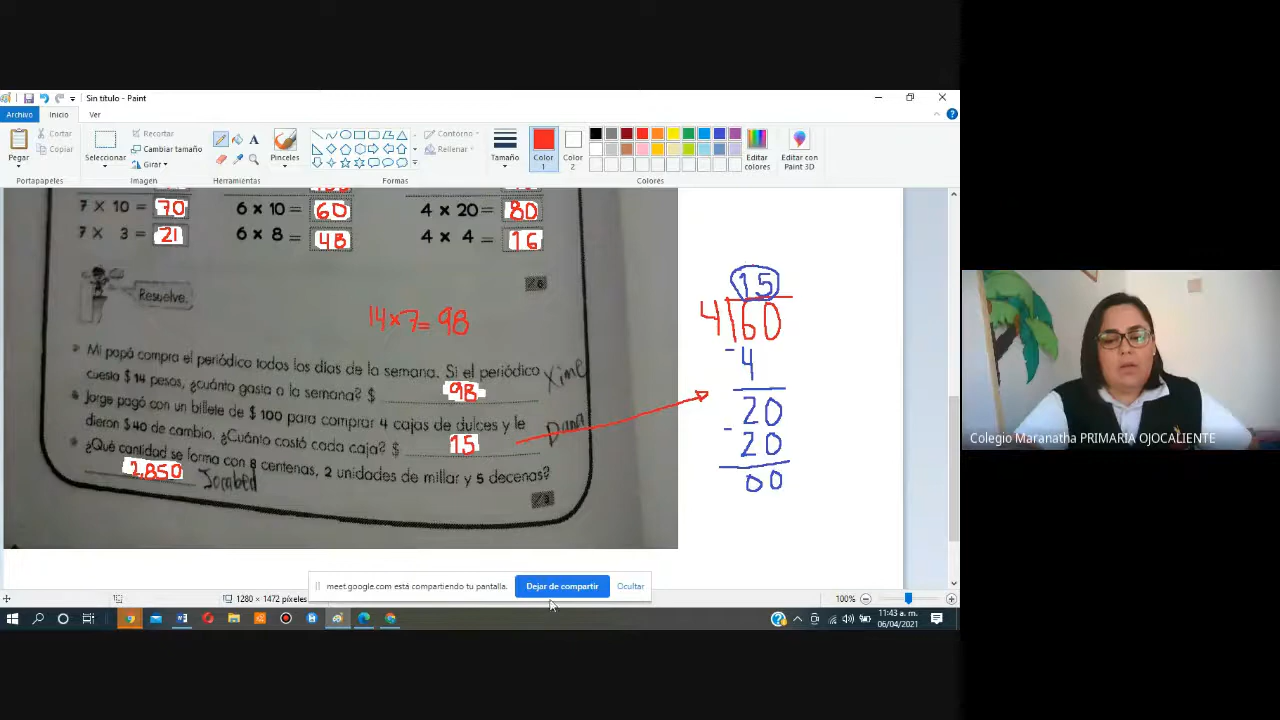 Sin título - Paint
Archivo Inicio Ver
Pegar
Cortar
Copiar
Portapapeles
Seleccionar
Recortar
Cambiar tamaño
Girar
Imagen
A
Herramientas
Pinceles
Contorno
Rellenar
Formas
Tamaño
Color 1
Color 2
Editar colores
Editar con Paint 3D
Colores
7 X 10 = 70
6 x 10 = 60
4 x 20 = 80
7 X 3 = 21
6 x 8 = 48
4 x 4 = 16
Resuelve.
14x7= 98
Mi papá compra el periódico todos los días de la semana. Si el periódico
cuesta $ 14 pesos, ¿cuánto gasta a la semana? $ 98 Xime
Jorge pagó con un billete de $ 100 para comprar 4 cajas de dulces y le
dieron $ 40 de cambio. ¿Cuánto costó cada caja? $ 15
¿Qué cantidad se forma con 8 centenas, 2 unidades de millar y 5 decenas?
2,850
15
4 60
- 4
20
- 20
00
meet.google.com está compartiendo tu pantalla. Dejar de compartir Ocultar
1280 × 1472 píxeles
100%
11:43 a. m.
06/04/2021
Colegio Maranatha PRIMARIA OJOCALIENTE